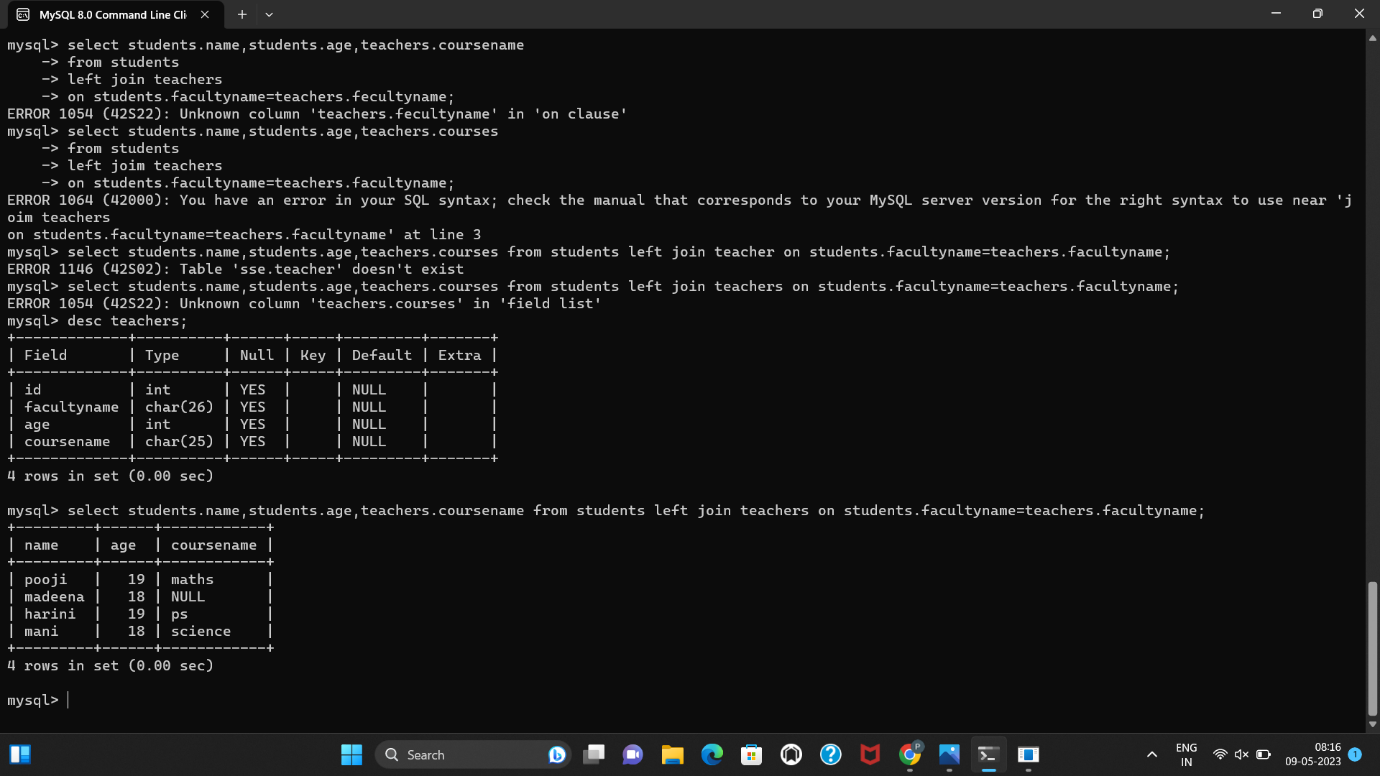 MySQL 8.0 Command Line Cli
mysql> select students.name,students.age,teachers.coursename
    -> from students
    -> left join teachers
    -> on students.facultyname=teachers.fecultyname;
ERROR 1054 (42S22): Unknown column 'teachers.fecultyname' in 'on clause'
mysql> select students.name,students.age,teachers.courses
    -> from students
    -> left joim teachers
    -> on students.facultyname=teachers.facultyname;
ERROR 1064 (42000): You have an error in your SQL syntax; check the manual that corresponds to your MySQL server version for the right syntax to use near 'j
oim teachers
on students.facultyname=teachers.facultyname' at line 3
mysql> select students.name,students.age,teachers.courses from students left join teacher on students.facultyname=teachers.facultyname;
ERROR 1146 (42S02): Table 'sse.teacher' doesn't exist
mysql> select students.name,students.age,teachers.courses from students left join teachers on students.facultyname=teachers.facultyname;
ERROR 1054 (42S22): Unknown column 'teachers.courses' in 'field list'
mysql> desc teachers;
+-------------+----------+------+-----+---------+-------+
| Field       | Type     | Null | Key | Default | Extra |
+-------------+----------+------+-----+---------+-------+
| id          | int      | YES  |     | NULL    |       |
| facultyname | char(26) | YES  |     | NULL    |       |
| age         | int      | YES  |     | NULL    |       |
| coursename  | char(25) | YES  |     | NULL    |       |
+-------------+----------+------+-----+---------+-------+
4 rows in set (0.00 sec)
mysql> select students.name,students.age,teachers.coursename from students left join teachers on students.facultyname=teachers.facultyname;
+---------+------+------------+
| name    | age  | coursename |
+---------+------+------------+
| pooji   |   19 | maths      |
| madeena |   18 | NULL       |
| harini  |   19 | ps         |
| mani    |   18 | science    |
+---------+------+------------+
4 rows in set (0.00 sec)
mysql>
Search
P
ENG
IN
08:16
09-05-2023
1